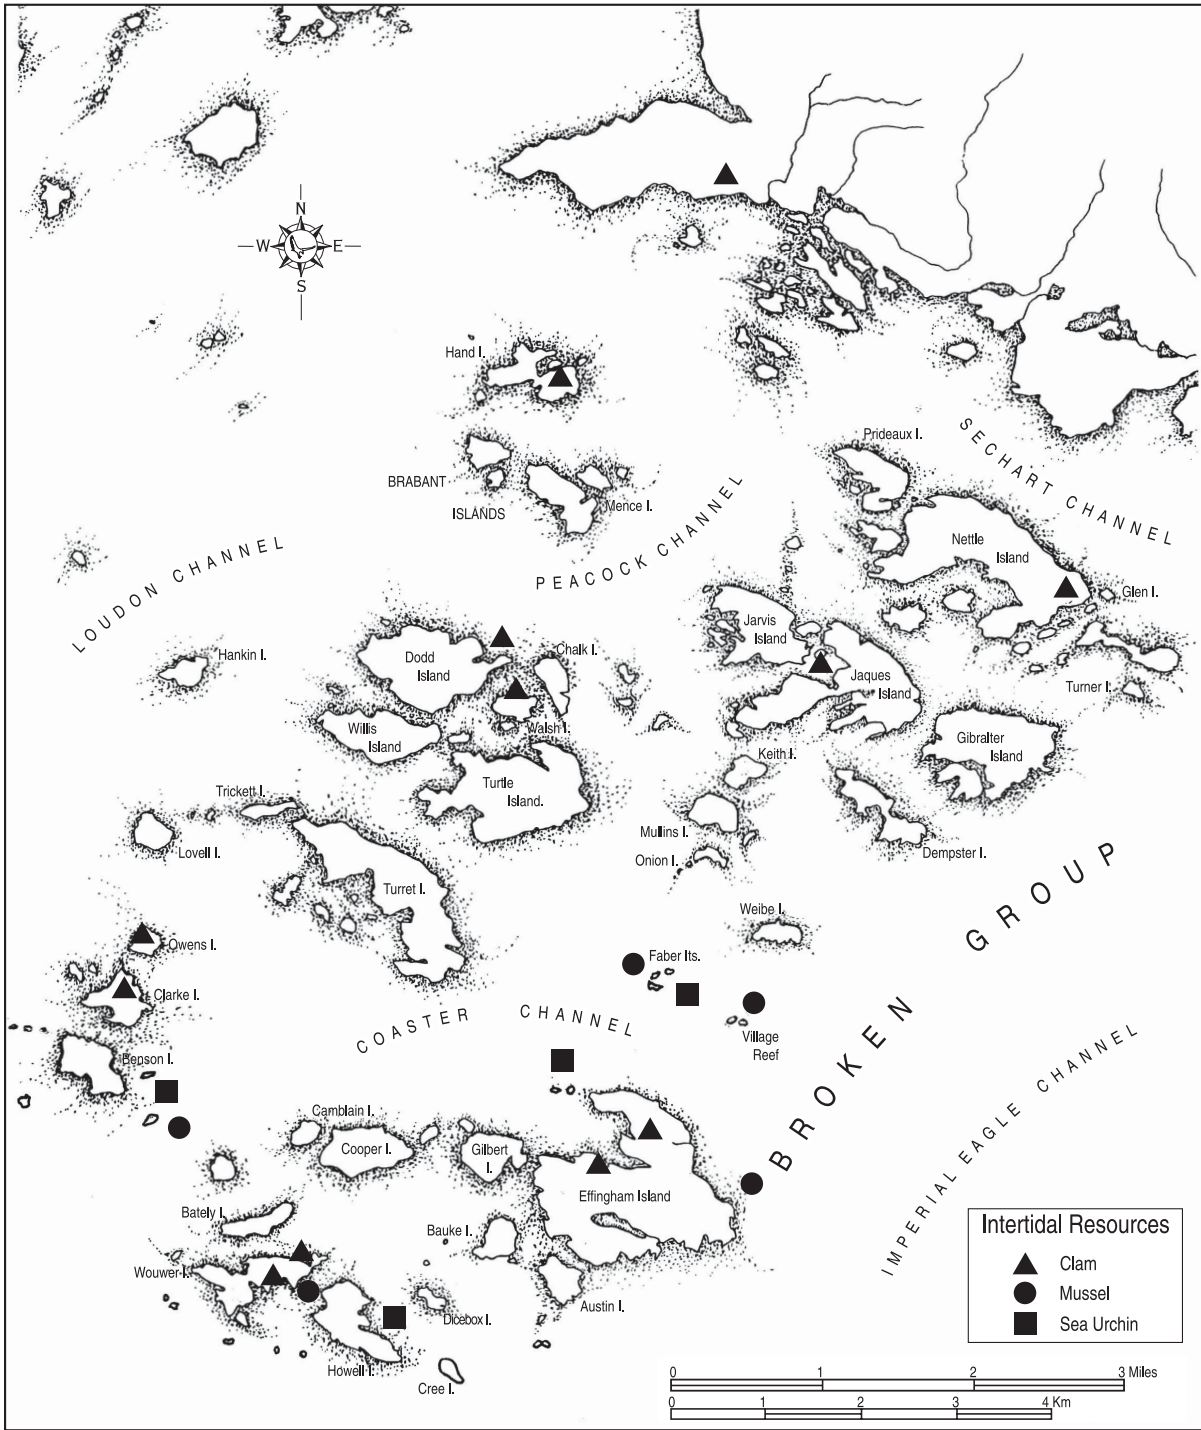 N
W E
S
Hand I.
Prideaux I.
SECHART CHANNEL
BRABANT
ISLANDS
Mence I.
PEACOCK CHANNEL
LOUDON CHANNEL
Nettle
Island
Glen I.
Jarvis
Island
Hankin I.
Dodd
Island
Chalk I.
Jaques
Island
Turner I.
Willis
Island
Walsh I.
Gibralter
Island
Keith I.
Turtle
Island.
Trickett I.
Mullins I.
Lovell I.
Onion I.
Dempster I.
Turret I.
Weibe I.
Owens I.
Faber Its.
Clarke I.
Village
Reef
COASTER CHANNEL
BROKEN GROUP
IMPERIAL EAGLE CHANNEL
Benson I.
Camblain I.
Cooper I.
Gilbert
I.
Effingham Island
Bately I.
Bauke I.
Wouwer I.
Austin I.
Dicebox I.
Howell I.
Cree I.
Intertidal Resources
Clam
Mussel
Sea Urchin
0 1 2 3 Miles
0 1 2 3 4 Km